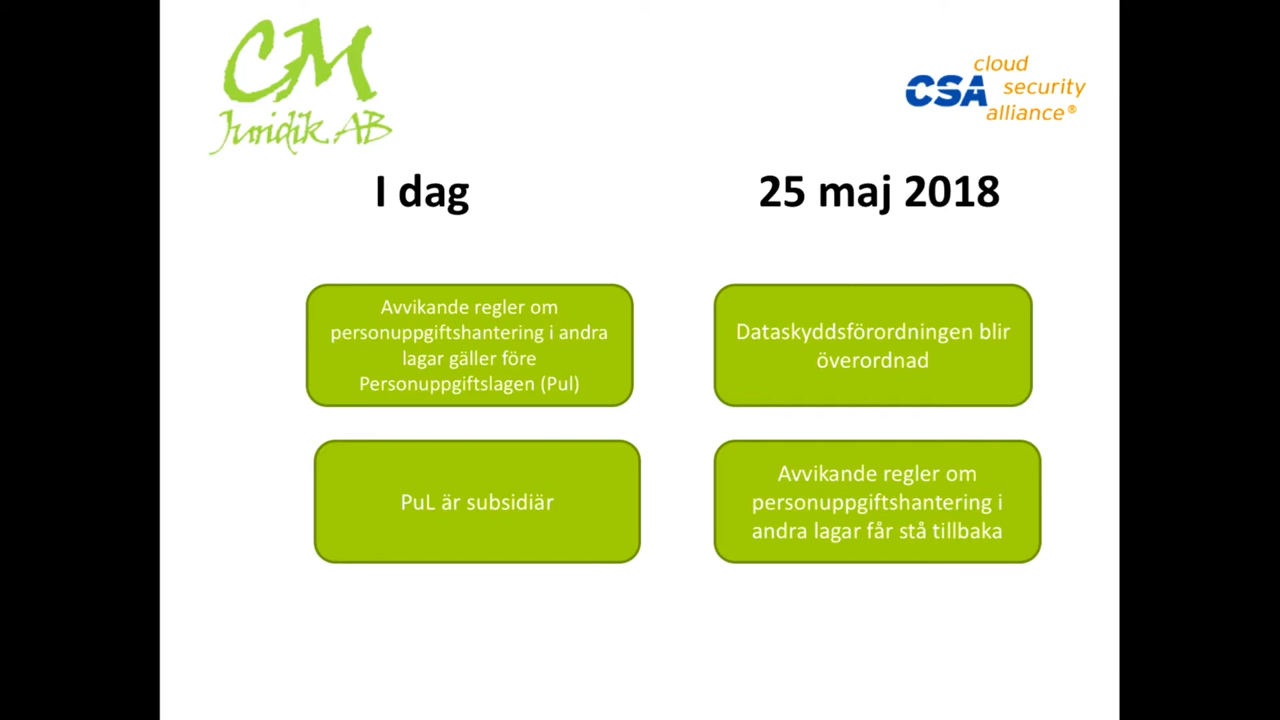 CM
Juridik AB
cloud
CSA security
alliance®
I dag
25 maj 2018
Avvikande regler om
personuppgiftshantering i andra
lagar gäller före
Personuppgiftslagen (Pul)
Dataskyddsförordningen blir
överordnad
PuL är subsidiär
Avvikande regler om
personuppgiftshantering i
andra lagar får stå tillbaka